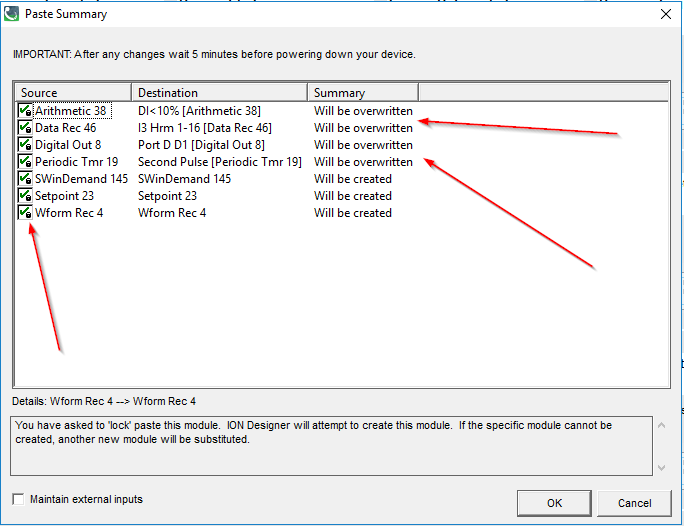 Paste Summary
IMPORTANT: After any changes wait 5 minutes before powering down your device.
Source Destination Summary
Arithmetic 38 DI<10% [Arithmetic 38] Will be overwritten
Data Rec 46 I3 Hrm 1-16 [Data Rec 46] Will be overwritten
Digital Out 8 Port D D1 [Digital Out 8] Will be overwritten
Periodic Tmr 19 Second Pulse [Periodic Tmr 19] Will be overwritten
SWinDemand 145 SWinDemand 145 Will be created
Setpoint 23 Setpoint 23 Will be created
Wform Rec 4 Wform Rec 4 Will be created
Details: Wform Rec 4 --> Wform Rec 4
You have asked to 'lock' paste this module.  ION Designer will attempt to create this module.  If the specific module cannot be
created, another new module will be substituted.
Maintain external inputs
OK Cancel